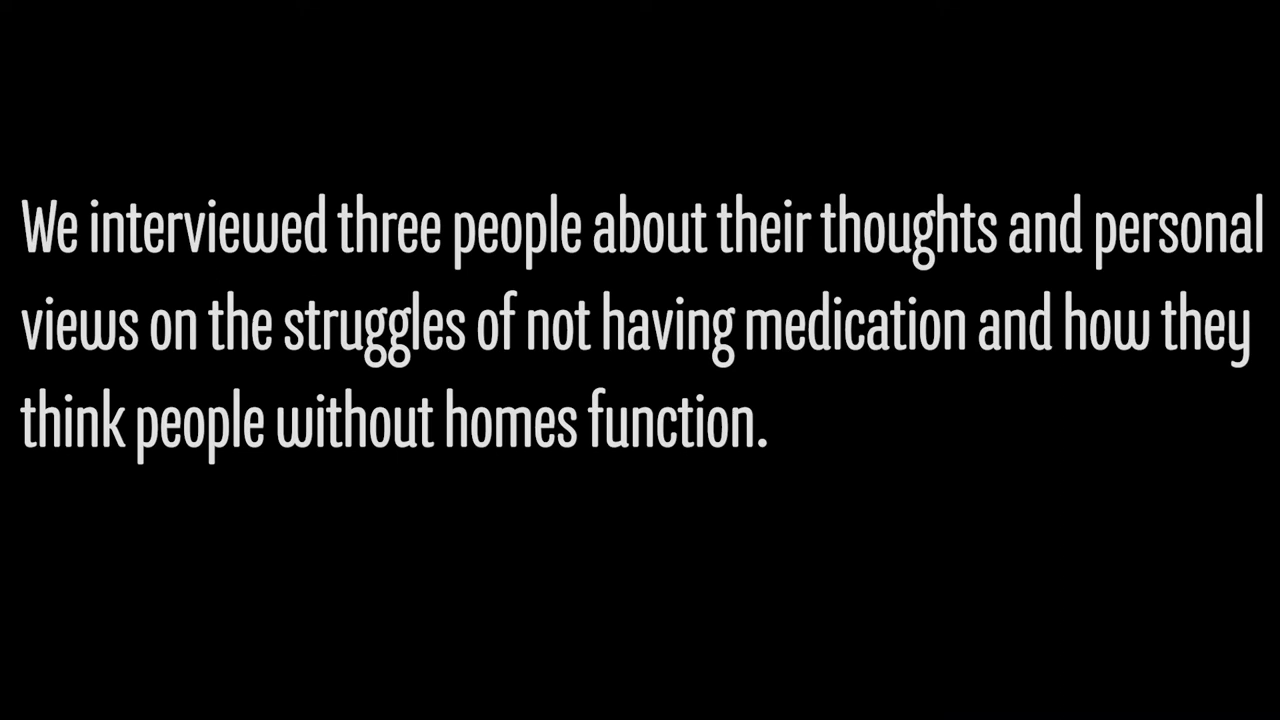 We interviewed three people about their thoughts and personal
views on the struggles of not having medication and how they
think people without homes function.